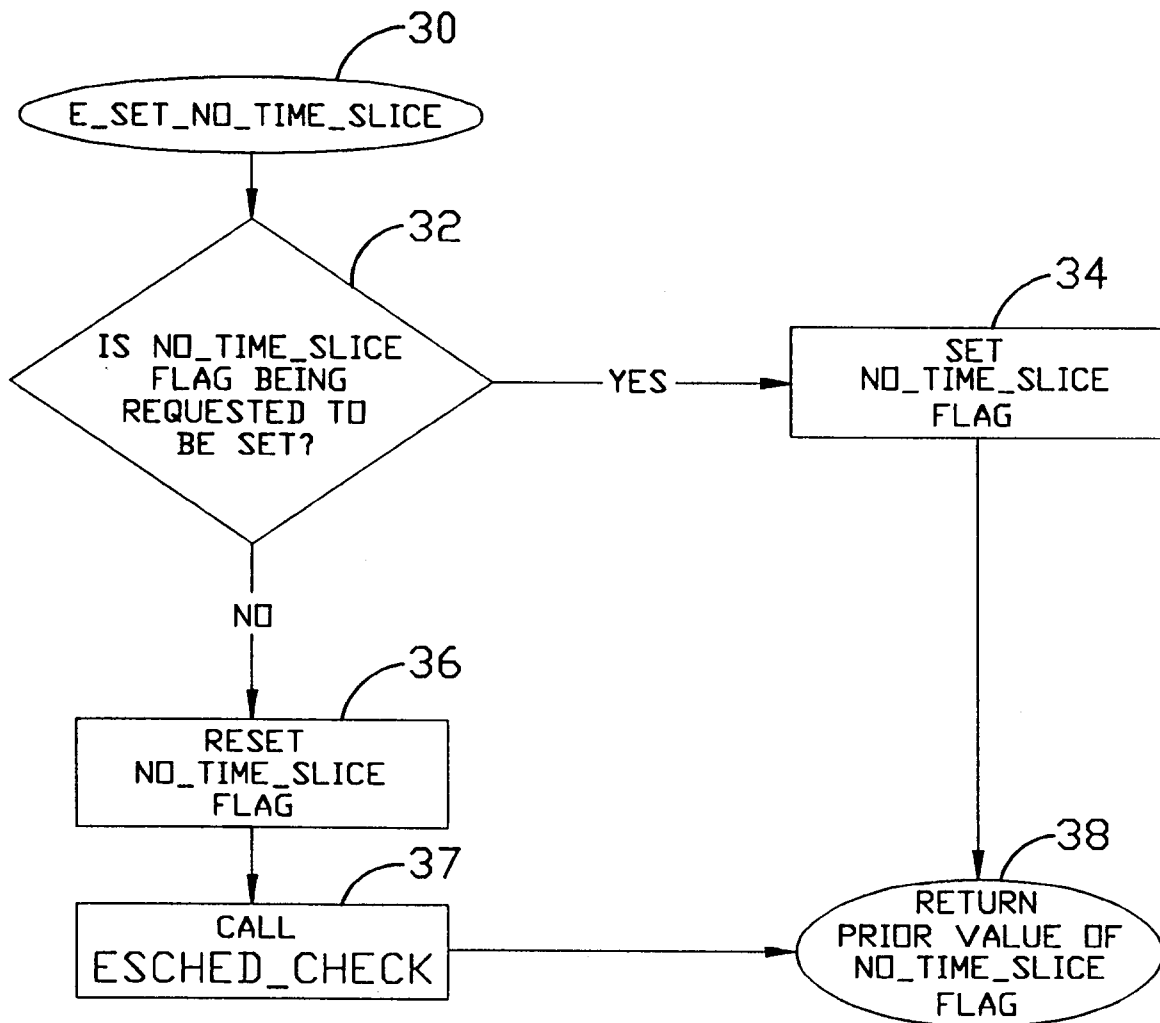 30
E_SET_NO_TIME_SLICE
32
IS NO_TIME_SLICE
FLAG BEING
REQUESTED TO
BE SET?
YES
34
SET
NO_TIME_SLICE
FLAG
NO
36
RESET
NO_TIME_SLICE
FLAG
37
CALL
ESCHED_CHECK
38
RETURN
PRIOR VALUE OF
NO_TIME_SLICE
FLAG